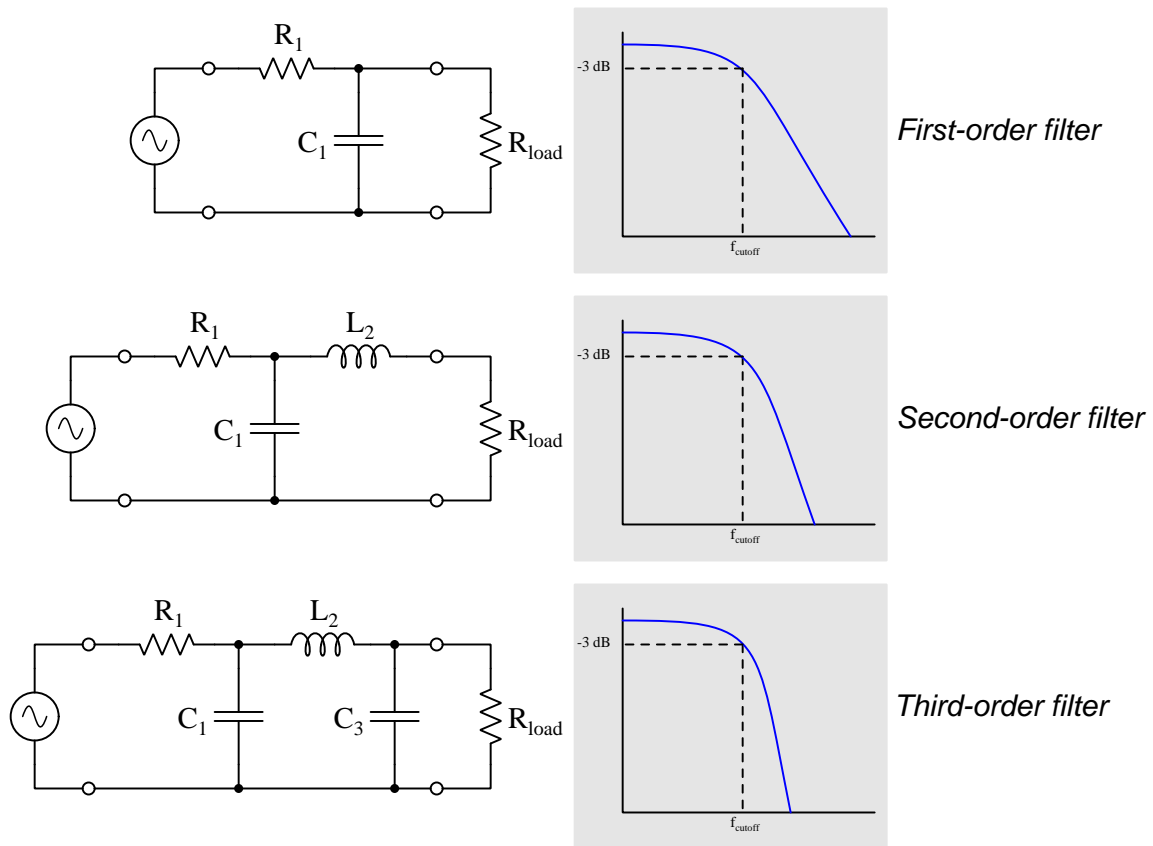 R1
C1
Rload
-3 dB
fcutoff
First-order filter
R1
L2
C1
Rload
-3 dB
fcutoff
Second-order filter
R1
L2
C1
C3
Rload
-3 dB
fcutoff
Third-order filter